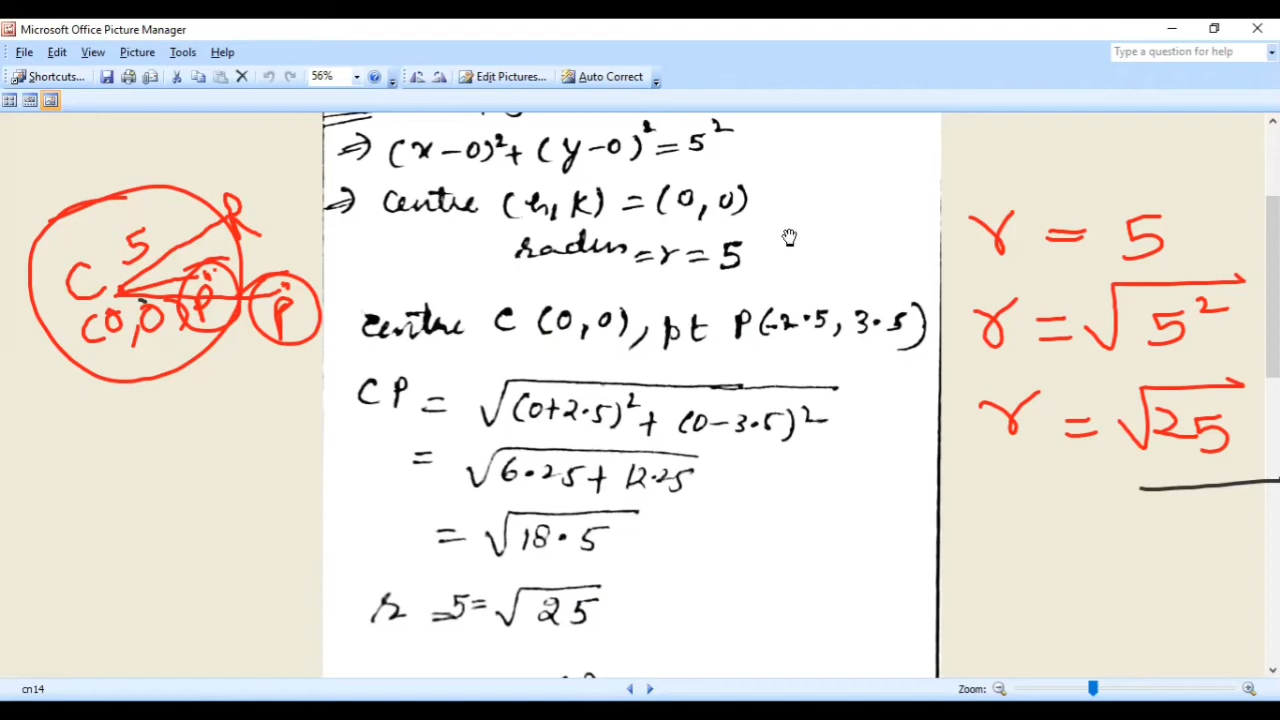 Microsoft Office Picture Manager
File Edit View Picture Tools Help
Type a question for help
Shortcuts... 56% Edit Pictures... Auto Correct
⇒ (x-0)²+(y-0)²=5²
⇒ centre (h,k) = (0,0)
radius = r = 5
centre C (0,0), pt P(-2.5, 3.5)
CP = √(0+2.5)²+(0-3.5)²
= √6.25+12.25
= √18.5
r = 5 = √25
R
5
C
(0,0)
P
P
r = 5
r = √5²
r = √25
cn14
Zoom: